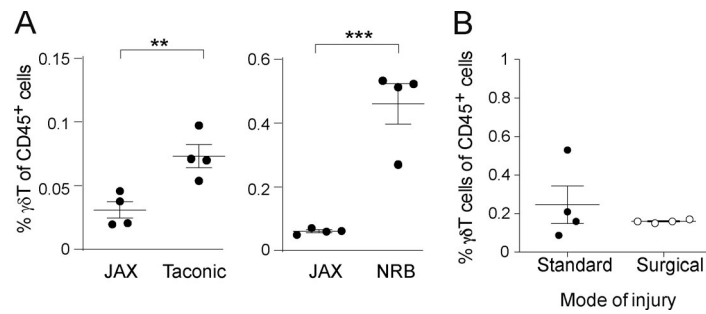 A
B
**
***
% γδT of CD45+ cells
0.15
0.1
0.05
0
JAX Taconic
0.6
0.4
0.2
0
JAX NRB
% γδT cells of CD45+ cells
1
0.8
0.6
0.4
0.2
0
Standard Surgical
Mode of injury